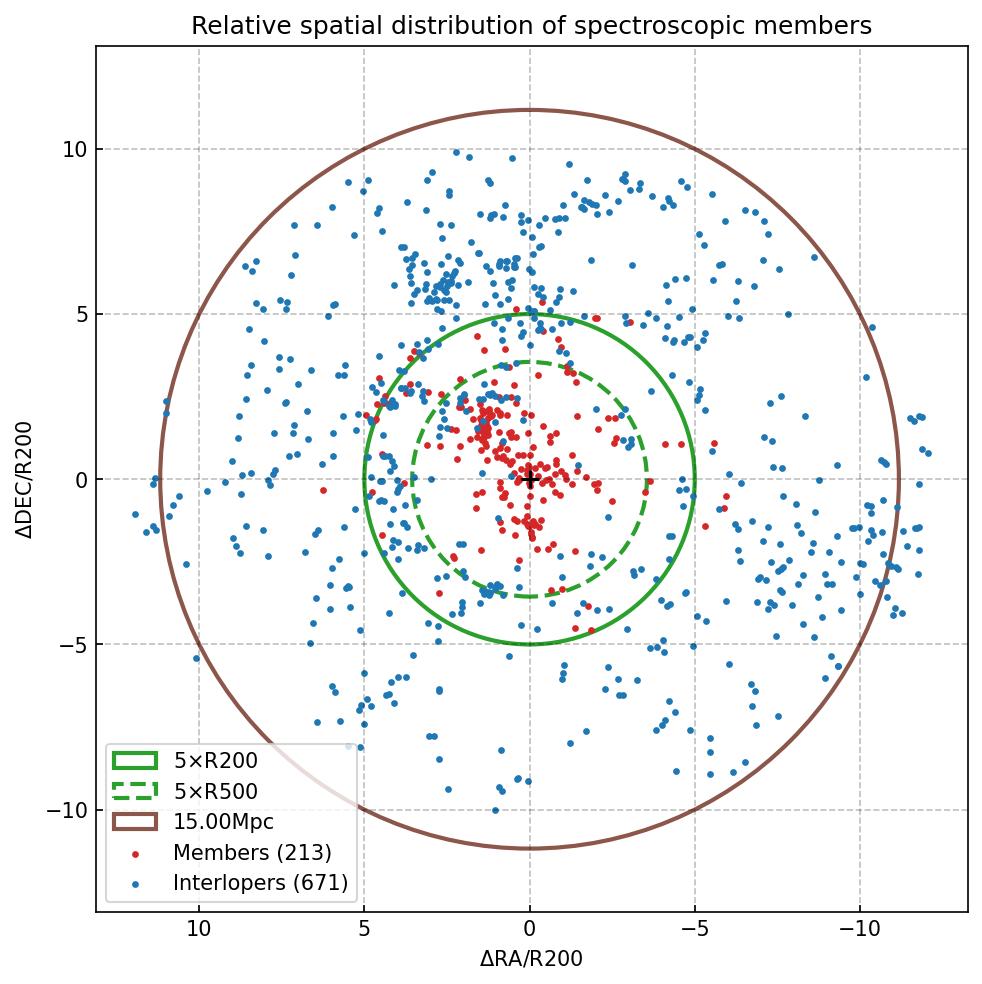 Relative spatial distribution of spectroscopic members
ΔDEC/R200
10
5
0
−5
−10
5×R200
5×R500
15.00Mpc
Members (213)
Interlopers (671)
10 5 0 −5 −10
ΔRA/R200